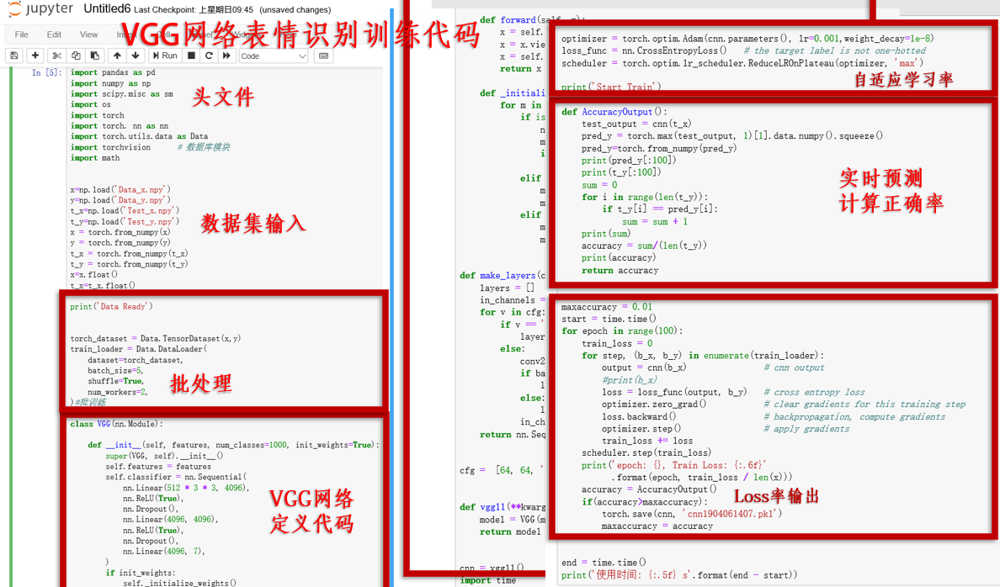 jupyter Untitled6 Last Checkpoint: 上星期日09:45 (unsaved changes)
VGG网络表情识别训练代码
File Edit View
Run Code
In [5]:
import pandas as pd
import numpy as np
import scipy.misc as sm
import os
import torch
import torch. nn as nn
import torch.utils.data as Data
import torchvision # 数据库模块
import math
头文件
x=np.load('Data_x.npy')
y=np.load('Data_y.npy')
t_x=np.load('Test_x.npy')
t_y=np.load('Test_y.npy')
x = torch.from_numpy(x)
y = torch.from_numpy(y)
t_x = torch.from_numpy(t_x)
t_y = torch.from_numpy(t_y)
x=x.float()
t_x=t_x.float()
数据集输入
print('Data Ready')
torch_dataset = Data.TensorDataset(x,y)
train_loader = Data.DataLoader(
dataset=torch_dataset,
batch_size=5,
shuffle=True,
num_workers=2,
)#批训练
批处理
class VGG(nn.Module):
def __init__(self, features, num_classes=1000, init_weights=True):
super(VGG, self).__init__()
self.features = features
self.classifier = nn.Sequential(
nn.Linear(512 * 3 * 3, 4096),
nn.ReLU(True),
nn.Dropout(),
nn.Linear(4096, 4096),
nn.ReLU(True),
nn.Dropout(),
nn.Linear(4096, 7),
)
if init_weights:
self._initialize_weights()
VGG网络
定义代码
def forward(self, x):
x = self.
x = x.vie
x = self.
return x
def _initiali
for m in
if is
n
m
i
elif
m
m
elif
m
m
def make_layers(c
layers = []
in_channels =
for v in cfg:
if v == '
layer
else:
conv2
if ba
l
else:
l
in_ch
return nn.Seq
cfg = [64, 64, '
def vgg11(**kwarg
model = VGG(m
return model
cnn = vgg11()
import time
optimizer = torch.optim.Adam(cnn.parameters(), lr=0.001,weight_decay=1e-8)
loss_func = nn.CrossEntropyLoss() # the target label is not one-hotted
scheduler = torch.optim.lr_scheduler.ReduceLROnPlateau(optimizer, 'max')
print('Start Train')
自适应学习率
def AccuracyOutput():
test_output = cnn(t_x)
pred_y = torch.max(test_output, 1)[1].data.numpy().squeeze()
pred_y=torch.from_numpy(pred_y)
print(pred_y[:100])
print(t_y[:100])
sum = 0
for i in range(len(t_y)):
if t_y[i] == pred_y[i]:
sum = sum + 1
print(sum)
accuracy = sum/(len(t_y))
print(accuracy)
return accuracy
实时预测
计算正确率
maxaccuracy = 0.01
start = time.time()
for epoch in range(100):
train_loss = 0
for step, (b_x, b_y) in enumerate(train_loader):
output = cnn(b_x) # cnn output
#print(b_x)
loss = loss_func(output, b_y) # cross entropy loss
optimizer.zero_grad() # clear gradients for this training step
loss.backward() # backpropagation, compute gradients
optimizer.step() # apply gradients
train_loss += loss
scheduler.step(train_loss)
print('epoch: {}, Train Loss: {:.6f}'
.format(epoch, train_loss / len(x)))
accuracy = AccuracyOutput()
if(accuracy>maxaccuracy):
torch.save(cnn, 'cnn1904061407.pkl')
maxaccuracy = accuracy
Loss率输出
end = time.time()
print('使用时间: {:.5f} s'.format(end - start))